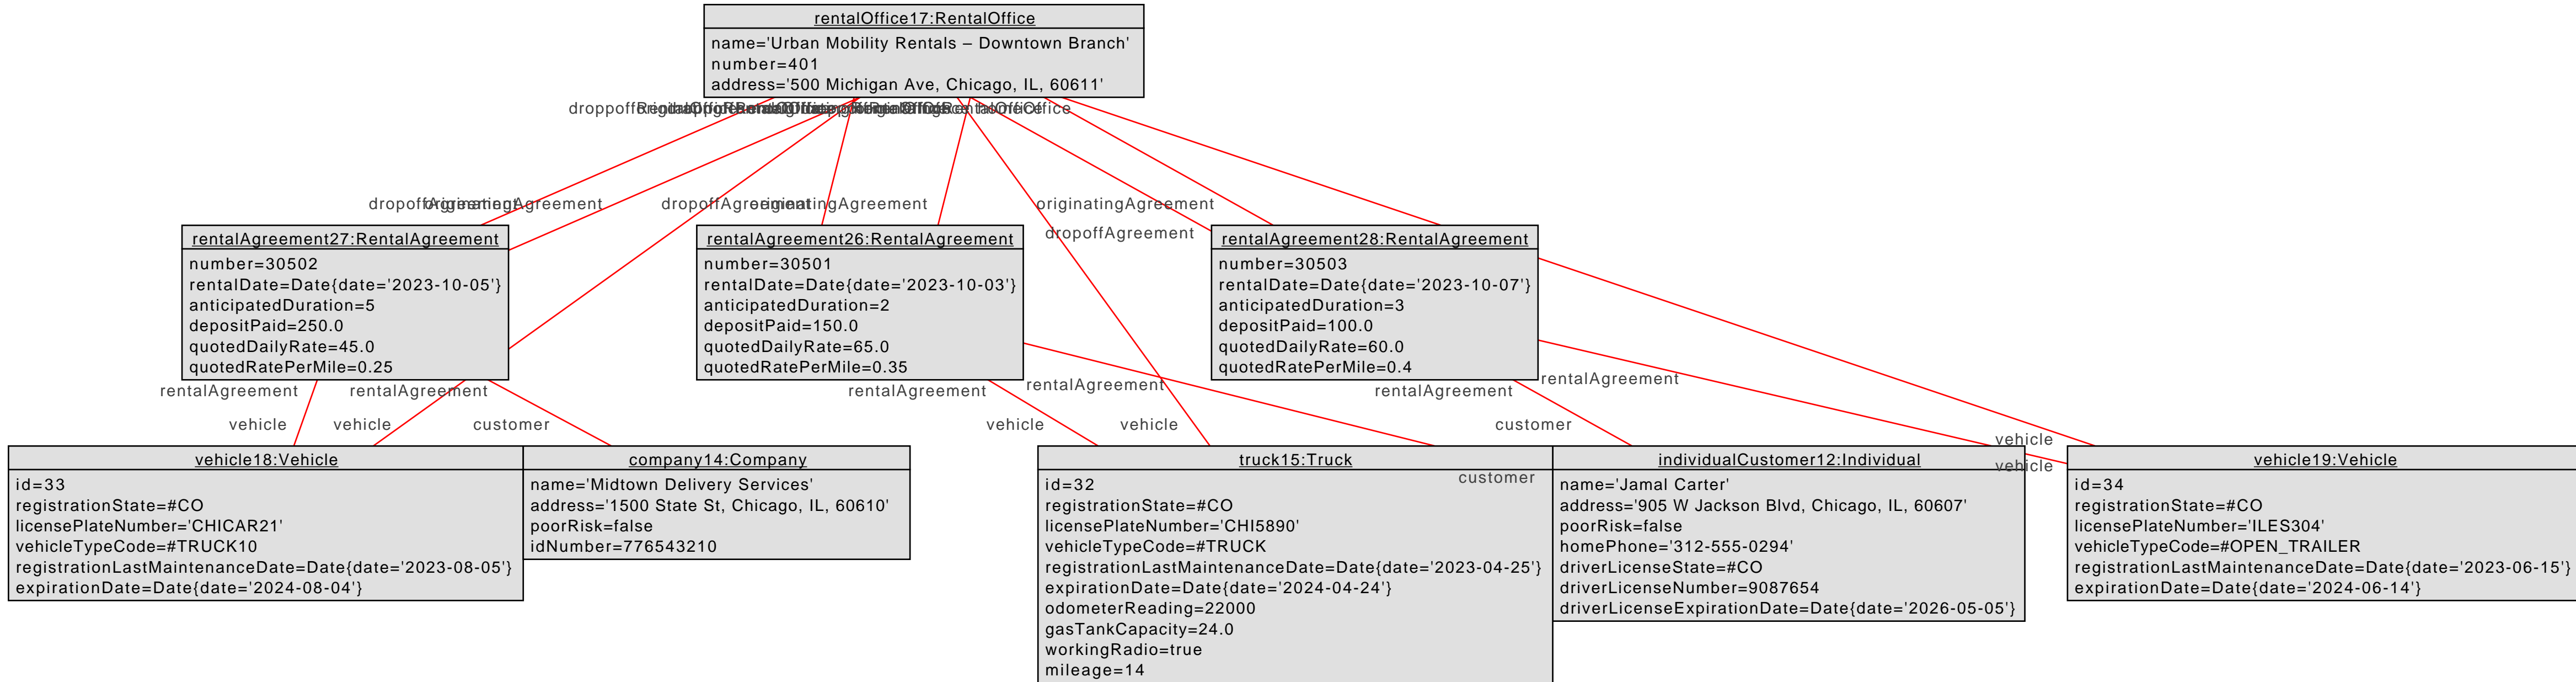 rentalOffice17:RentalOffice
name='Urban Mobility Rentals – Downtown Branch'
number=401
address='500 Michigan Ave, Chicago, IL, 60611'
originatingAgreement
originatingAgreement
dropoffAgreement
originatingAgreement
dropoffAgreement
rentalAgreement27:RentalAgreement
number=30502
rentalDate=Date{date='2023-10-05'}
anticipatedDuration=5
depositPaid=250.0
quotedDailyRate=45.0
quotedRatePerMile=0.25
rentalAgreement26:RentalAgreement
number=30501
rentalDate=Date{date='2023-10-03'}
anticipatedDuration=2
depositPaid=150.0
quotedDailyRate=65.0
quotedRatePerMile=0.35
rentalAgreement28:RentalAgreement
number=30503
rentalDate=Date{date='2023-10-07'}
anticipatedDuration=3
depositPaid=100.0
quotedDailyRate=60.0
quotedRatePerMile=0.4
rentalAgreement
rentalAgreement
rentalAgreement
rentalAgreement
rentalAgreement
rentalAgreement
vehicle
vehicle
customer
vehicle
vehicle
customer
vehicle
vehicle
customer
vehicle18:Vehicle
id=33
registrationState=#CO
licensePlateNumber='CHICAR21'
vehicleTypeCode=#TRUCK10
registrationLastMaintenanceDate=Date{date='2023-08-05'}
expirationDate=Date{date='2024-08-04'}
company14:Company
name='Midtown Delivery Services'
address='1500 State St, Chicago, IL, 60610'
poorRisk=false
idNumber=776543210
truck15:Truck
id=32
registrationState=#CO
licensePlateNumber='CHI5890'
vehicleTypeCode=#TRUCK
registrationLastMaintenanceDate=Date{date='2023-04-25'}
expirationDate=Date{date='2024-04-24'}
odometerReading=22000
gasTankCapacity=24.0
workingRadio=true
mileage=14
individualCustomer12:Individual
name='Jamal Carter'
address='905 W Jackson Blvd, Chicago, IL, 60607'
poorRisk=false
homePhone='312-555-0294'
driverLicenseState=#CO
driverLicenseNumber=9087654
driverLicenseExpirationDate=Date{date='2026-05-05'}
vehicle19:Vehicle
id=34
registrationState=#CO
licensePlateNumber='ILES304'
vehicleTypeCode=#OPEN_TRAILER
registrationLastMaintenanceDate=Date{date='2023-06-15'}
expirationDate=Date{date='2024-06-14'}